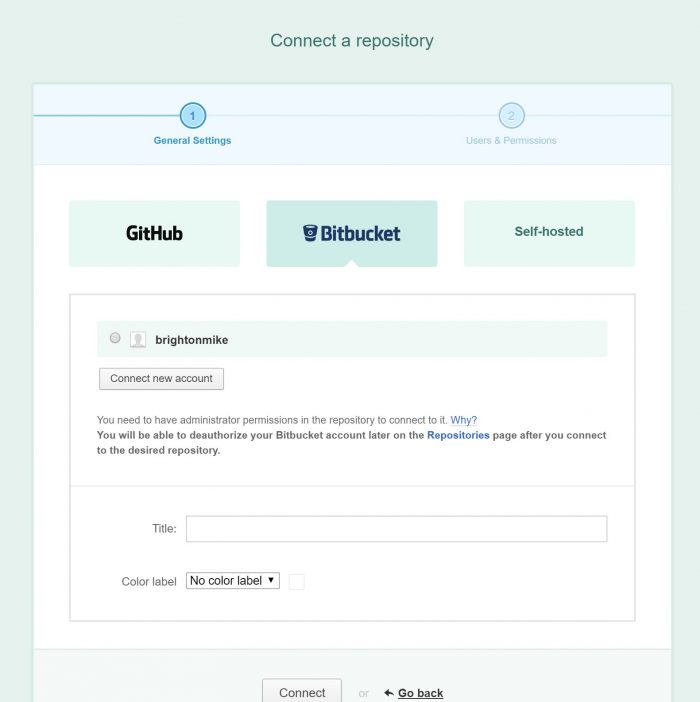 Connect a repository
1
2
General Settings
Users & Permissions
GitHub
Bitbucket
Self-hosted
brightonmike
Connect new account
You need to have administrator permissions in the repository to connect to it. Why?
You will be able to deauthorize your Bitbucket account later on the Repositories page after you connect
to the desired repository.
Title:
Color label
No color label
Connect
or
Go back